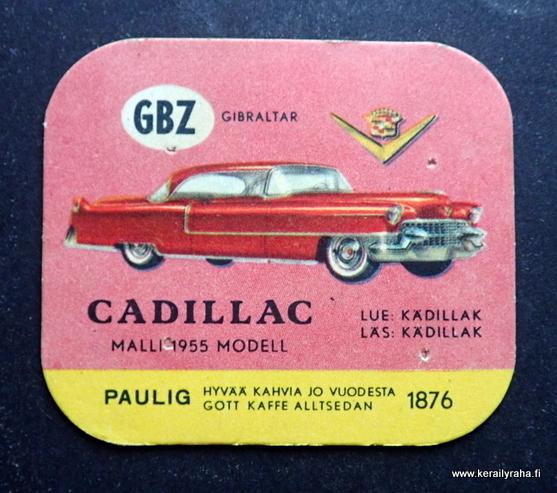 GBZ GIBRALTAR
CADILLAC
MALLI 1955 MODELL
LUE: KÄDILLAK
LÄS: KÄDILLAK
PAULIG
HYVÄÄ KAHVIA JO VUODESTA
GOTT KAFFE ALLTSEDAN
1876
www.kerailyraha.fi